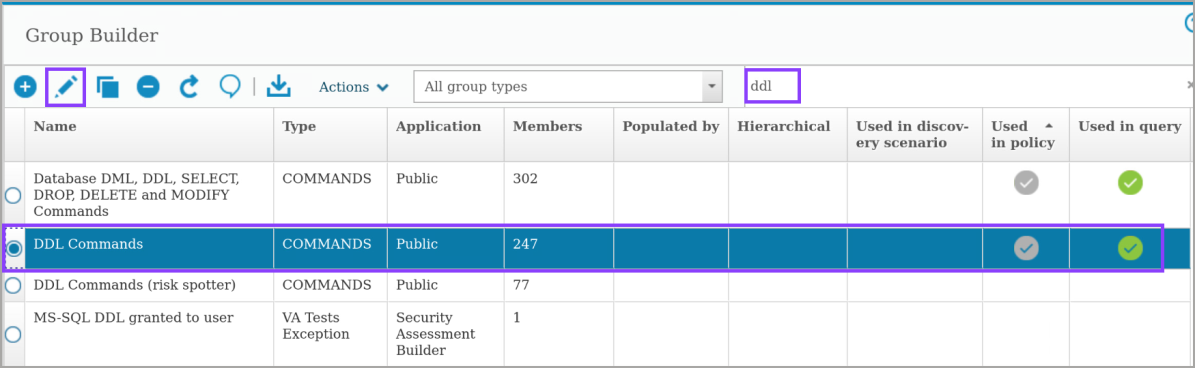 Group Builder
Actions
All group types
ddl
Name
Type
Application
Members
Populated by
Hierarchical
Used in discov-
ery scenario
Used
in policy
Used in query
Database DML, DDL, SELECT,
DROP, DELETE and MODIFY
Commands
COMMANDS
Public
302
DDL Commands
COMMANDS
Public
247
DDL Commands (risk spotter)
COMMANDS
Public
77
MS-SQL DDL granted to user
VA Tests
Exception
Security
Assessment
Builder
1